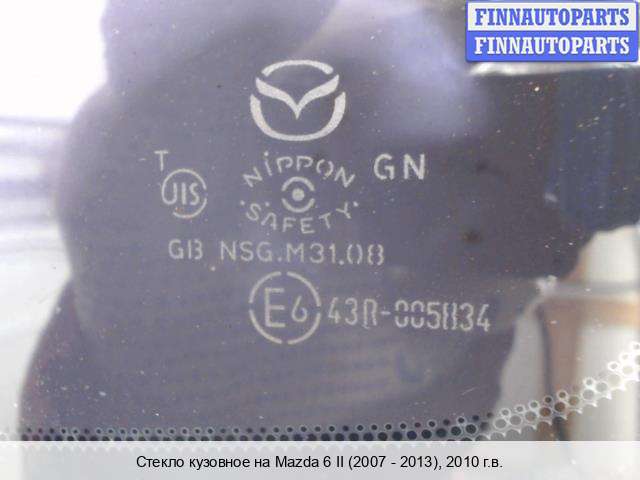 FINNAUTOPARTS
FINNAUTOPARTS
T
JIS
NIPPON
SAFETY
GN
GB NSG.M31.08
E6 43R-005834
Стекло кузовное на Mazda 6 II (2007 - 2013), 2010 г.в.